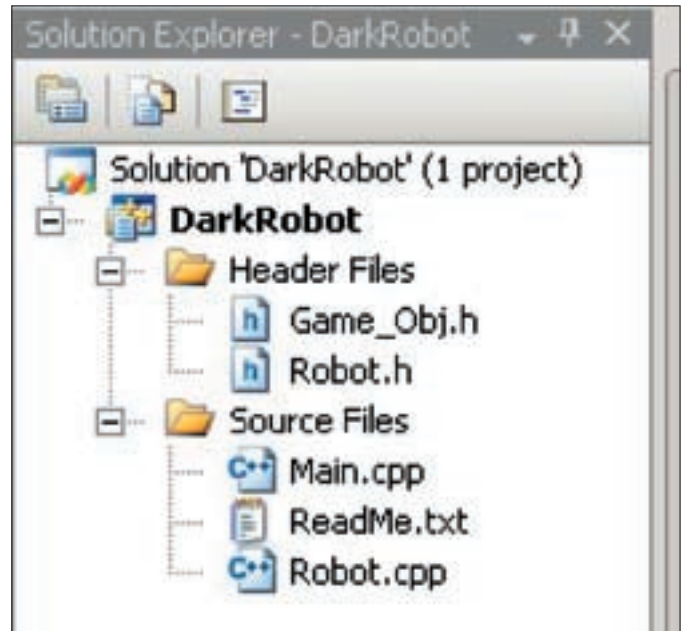 Solution Explorer - DarkRobot
Solution 'DarkRobot' (1 project)
DarkRobot
Header Files
Game_Obj.h
Robot.h
Source Files
Main.cpp
ReadMe.txt
Robot.cpp